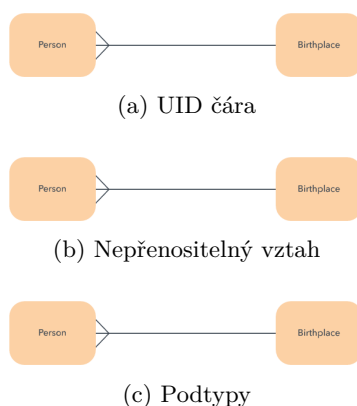 Person Birthplace
(a) UID čára
Person Birthplace
(b) Nepřenositelný vztah
Person Birthplace
(c) Podtypy